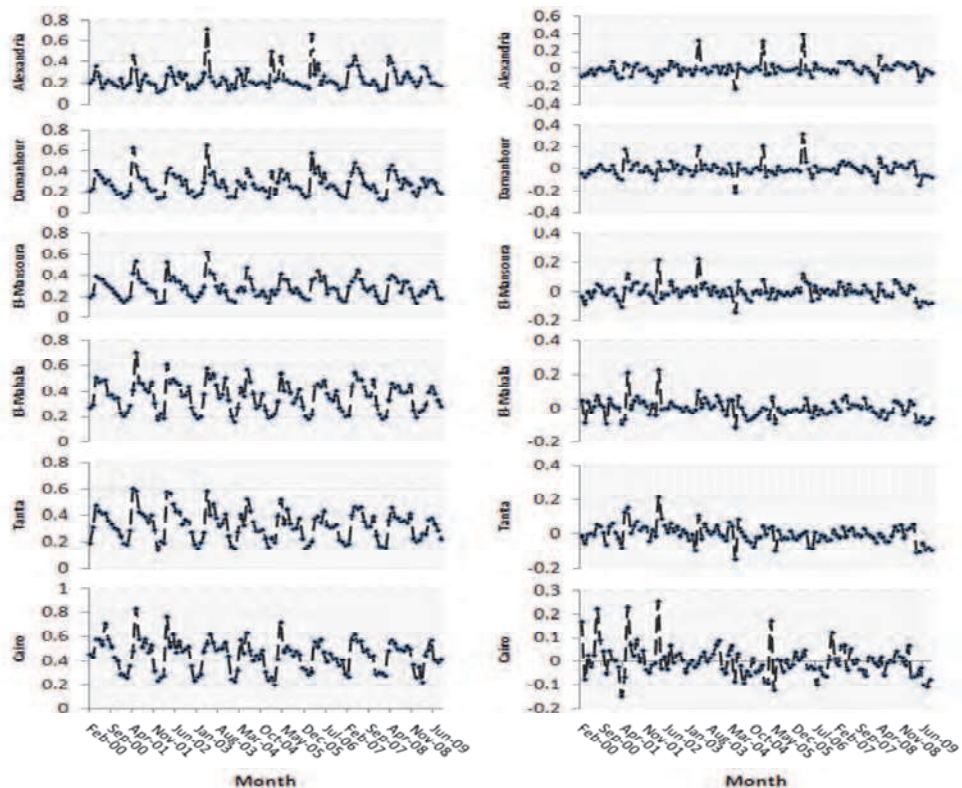 Alexandria
0.8
0.6
0.4
0.2
0
Damanhour
0.8
0.6
0.4
0.2
0
El-Mansoura
0.8
0.6
0.4
0.2
0
El-Mahala
0.8
0.6
0.4
0.2
0
Tanta
0.8
0.6
0.4
0.2
0
Cairo
1
0.8
0.6
0.4
0.2
0
Feb-00
Sep-00
Apr-01
Nov-01
Jun-02
Jan-03
Aug-03
Mar-04
Oct-04
May-05
Dec-05
Jul-06
Feb-07
Sep-07
Apr-08
Nov-08
Jun-09
Month
Alexandria
0.6
0.4
0.2
0
-0.2
-0.4
Damanhour
0.4
0.2
0
-0.2
-0.4
El-Mansoura
0.4
0.2
0
-0.2
El-Mahala
0.4
0.2
0
-0.2
Tanta
0.4
0.2
0
-0.2
Cairo
0.3
0.2
0.1
0
-0.1
-0.2
Feb-00
Sep-00
Apr-01
Nov-01
Jun-02
Jan-03
Aug-03
Mar-04
Oct-04
May-05
Dec-05
Jul-06
Feb-07
Sep-07
Apr-08
Nov-08
Jun-09
Month